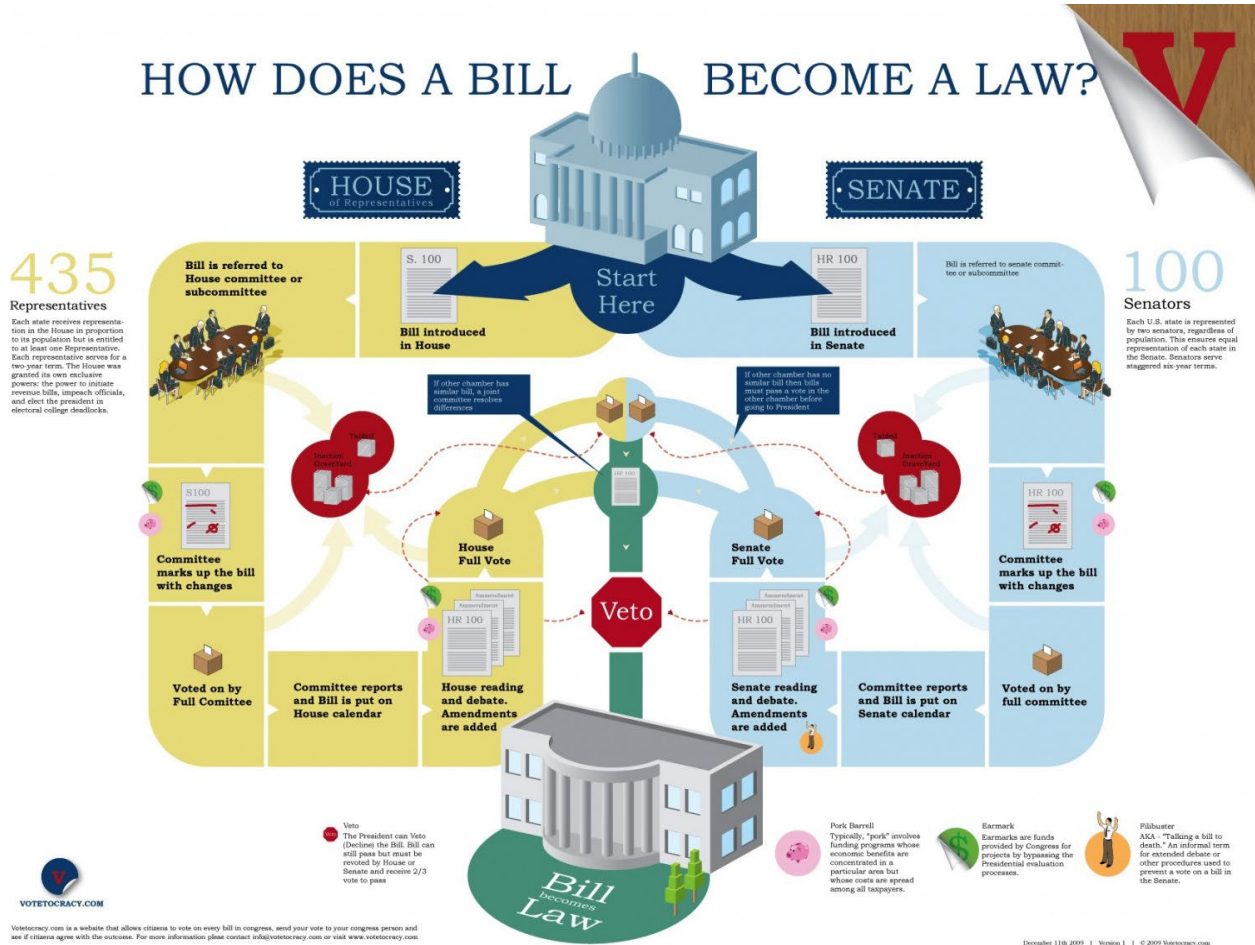 HOW DOES A BILL BECOME A LAW?
V
HOUSE
of Representatives
SENATE
435
Representatives
Each state receives representa-
tion in the House in proportion
to its population but is entitled
to at least one Representative.
Each representative serves for a
two-year term. The House was
granted its own exclusive
powers: the power to initiate
revenue bills, impeach officials,
and elect the president in
electoral college deadlocks.
Bill is referred to
House committee or
subcommittee
S. 100
Bill introduced
in House
Start
Here
HR 100
Bill introduced
in Senate
Bill is referred to senate commit-
tee or subcommittee
100
Senators
Each U.S. state is represented
by two senators, regardless of
population. This ensures equal
representation of each state in
the Senate. Senators serve
staggered six-year terms.
If other chamber has
similar bill, a joint
committee resolves
differences
If other chamber has no
similar bill then bills
must pass a vote in the
other chamber before
going to President
Tabled
Inaction
GraveYard
Tabled
Inaction
GraveYard
HR 100
S100
Committee
marks up the bill
with changes
House
Full Vote
Senate
Full Vote
HR 100
Committee
marks up the bill
with changes
Veto
Voted on by
Full Comittee
Committee reports
and Bill is put on
House calendar
Amendment
Amendment
HR 100
House reading
and debate.
Amendments
are added
Amendment
Amendment
HR 100
Senate reading
and debate.
Amendments
are added
Committee reports
and Bill is put on
Senate calendar
Voted on by
full committee
Bill
becomes
Law
Veto
Veto
The President can Veto
(Decline) the Bill. Bill can
still pass but must be
revoted by House or
Senate and receive 2/3
vote to pass
Pork Barrell
Typically, "pork" involves
funding programs whose
economic benefits are
concentrated in a
particular area but
whose costs are spread
among all taxpayers.
Earmark
Earmarks are funds
provided by Congress for
projects by bypassing the
Presidential evaluation
processes.
Filibuster
AKA - "Talking a bill to
death." An informal term
for extended debate or
other procedures used to
prevent a vote on a bill in
the Senate.
V
VOTETOCRACY.COM
Votetocracy.com is a website that allows citizens to vote on every bill in congress, send your vote to your congress person and
see if citizens agree with the outcome. For more information please contact info@votetocracy.com or visit www.votetocracy.com
December 11th 2009 | Version 1 | © 2009 Votetocracy.com